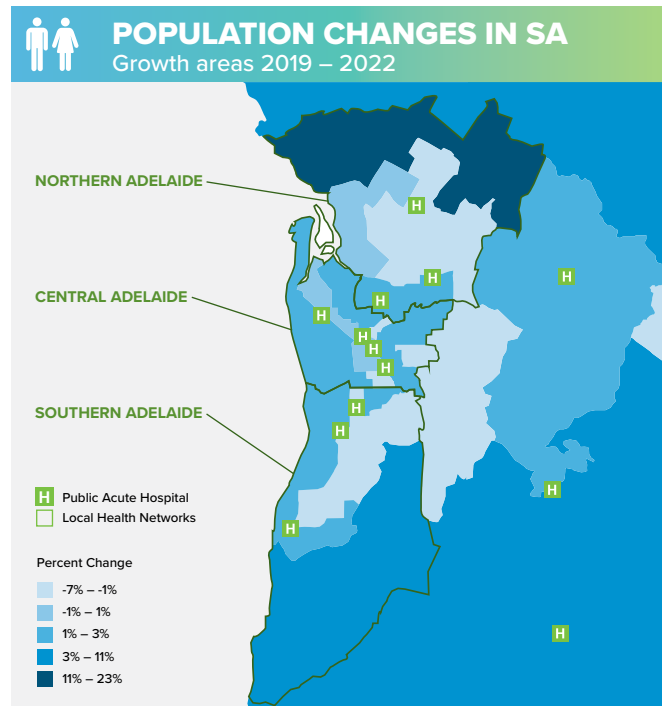 POPULATION CHANGES IN SA
Growth areas 2019 – 2022
NORTHERN ADELAIDE
CENTRAL ADELAIDE
SOUTHERN ADELAIDE
H
H
H
H
H
H
H
H
H
H
H
H
H
H Public Acute Hospital
Local Health Networks
Percent Change
-7% – -1%
-1% – 1%
1% – 3%
3% – 11%
11% – 23%